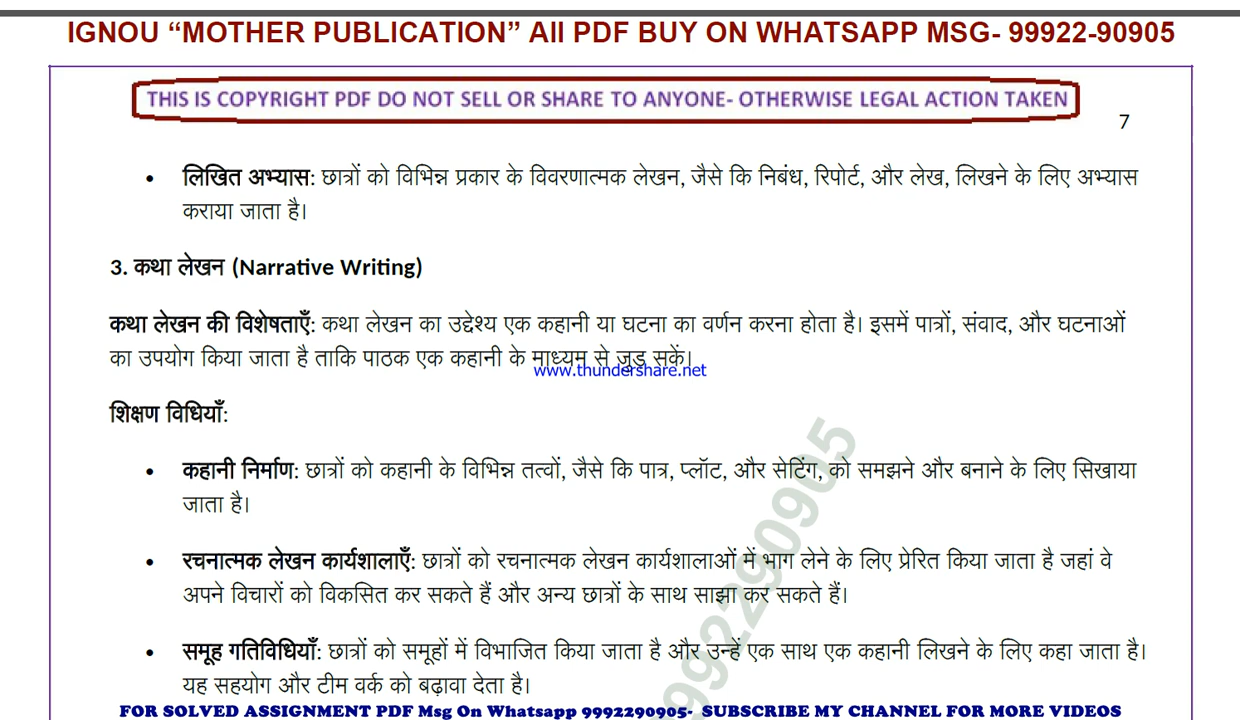 IGNOU “MOTHER PUBLICATION” All PDF BUY ON WHATSAPP MSG- 99922-90905
THIS IS COPYRIGHT PDF DO NOT SELL OR SHARE TO ANYONE- OTHERWISE LEGAL ACTION TAKEN
7
• लिखित अभ्यास: छात्रों को विभिन्न प्रकार के विवरणात्मक लेखन, जैसे कि निबंध, रिपोर्ट, और लेख, लिखने के लिए अभ्यास
कराया जाता है।
3. कथा लेखन (Narrative Writing)
कथा लेखन की विशेषताएँ: कथा लेखन का उद्देश्य एक कहानी या घटना का वर्णन करना होता है। इसमें पात्रों, संवाद, और घटनाओं
का उपयोग किया जाता है ताकि पाठक एक कहानी के माध्यम से जुड़ सकें।
www.thundershare.net
शिक्षण विधियाँ:
• कहानी निर्माण: छात्रों को कहानी के विभिन्न तत्वों, जैसे कि पात्र, प्लॉट, और सेटिंग, को समझने और बनाने के लिए सिखाया
जाता है।
• रचनात्मक लेखन कार्यशालाएँ: छात्रों को रचनात्मक लेखन कार्यशालाओं में भाग लेने के लिए प्रेरित किया जाता है जहां वे
अपने विचारों को विकसित कर सकते हैं और अन्य छात्रों के साथ साझा कर सकते हैं।
• समूह गतिविधियाँ: छात्रों को समूहों में विभाजित किया जाता है और उन्हें एक साथ एक कहानी लिखने के लिए कहा जाता है।
यह सहयोग और टीम वर्क को बढ़ावा देता है।
9992290905
FOR SOLVED ASSIGNMENT PDF Msg On Whatsapp 9992290905- SUBSCRIBE MY CHANNEL FOR MORE VIDEOS